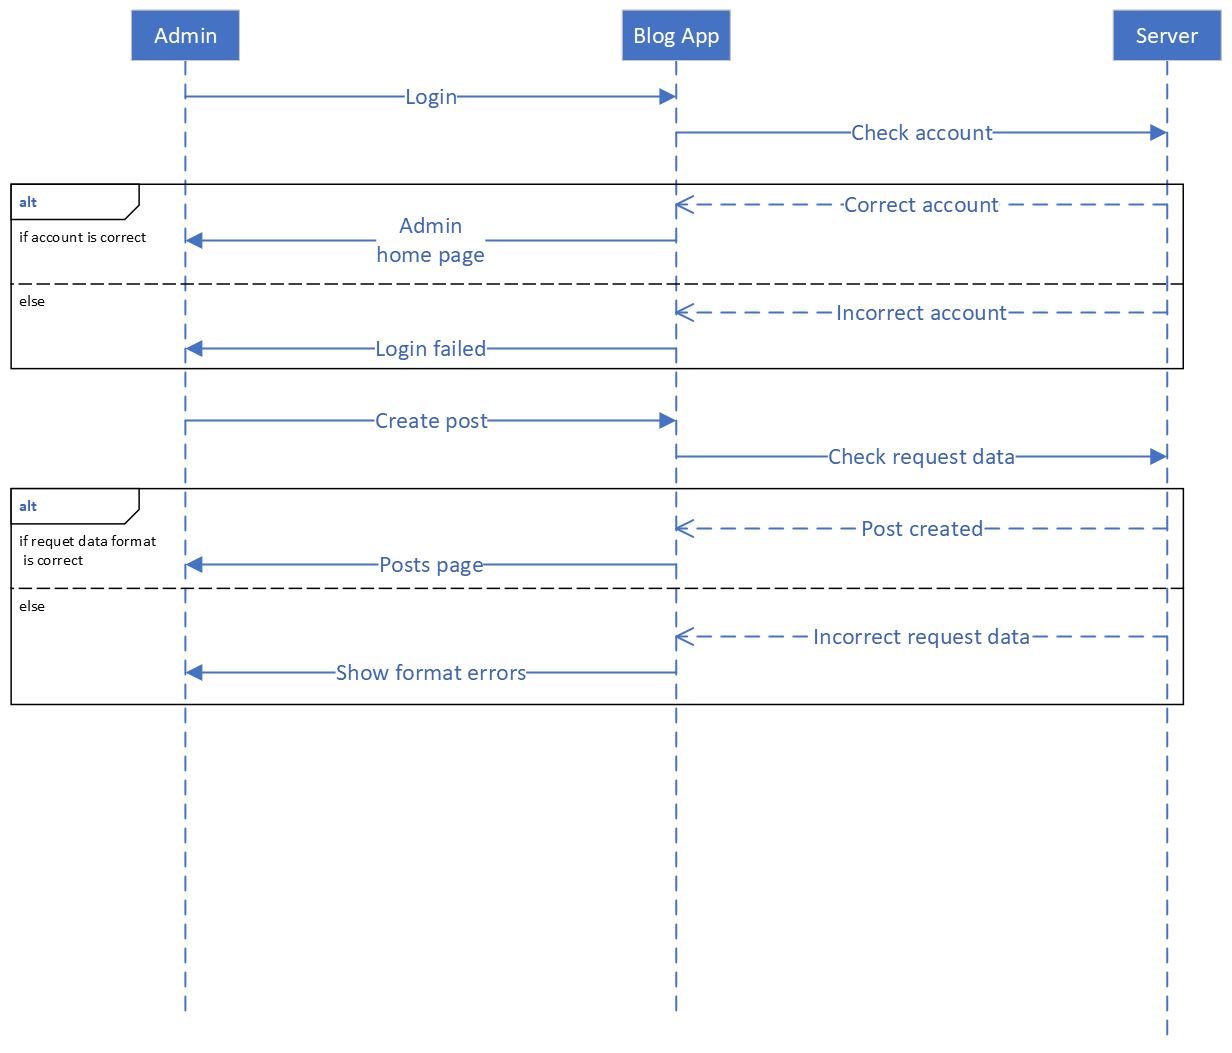 Admin
Blog App
Server
Login
Check account
alt
Correct account
Admin
home page
if account is correct
else
Incorrect account
Login failed
Create post
Check request data
alt
Post created
if requet data format
is correct
Posts page
else
Incorrect request data
Show format errors